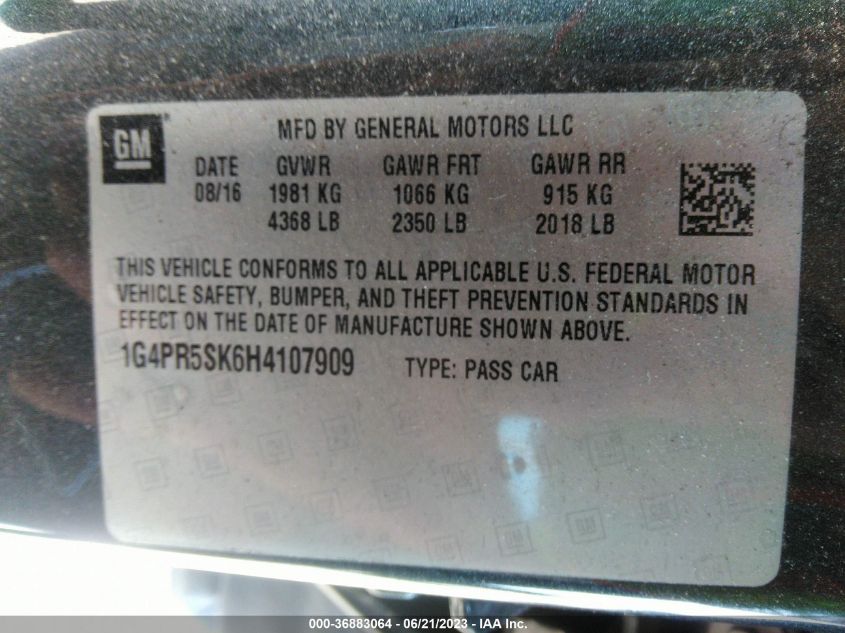 GM
MFD BY GENERAL MOTORS LLC
DATE GVWR GAWR FRT GAWR RR
08/16 1981 KG 1066 KG 915 KG
4368 LB 2350 LB 2018 LB
THIS VEHICLE CONFORMS TO ALL APPLICABLE U.S. FEDERAL MOTOR
VEHICLE SAFETY, BUMPER, AND THEFT PREVENTION STANDARDS IN
EFFECT ON THE DATE OF MANUFACTURE SHOWN ABOVE.
1G4PR5SK6H4107909 TYPE: PASS CAR
000-36883064 - 06/21/2023 - IAA Inc.